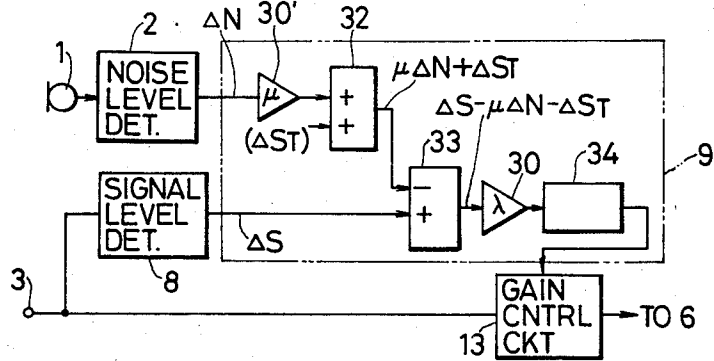 ΔN
30'
32
1
2
NOISE
LEVEL
DET.
μ
+
+
(ΔST)
μΔN+ΔST
ΔS-μΔN-ΔST
33
-
+
30
λ
34
9
SIGNAL
LEVEL
DET.
8
ΔS
3
GAIN
CNTRL
CKT
13
TO 6